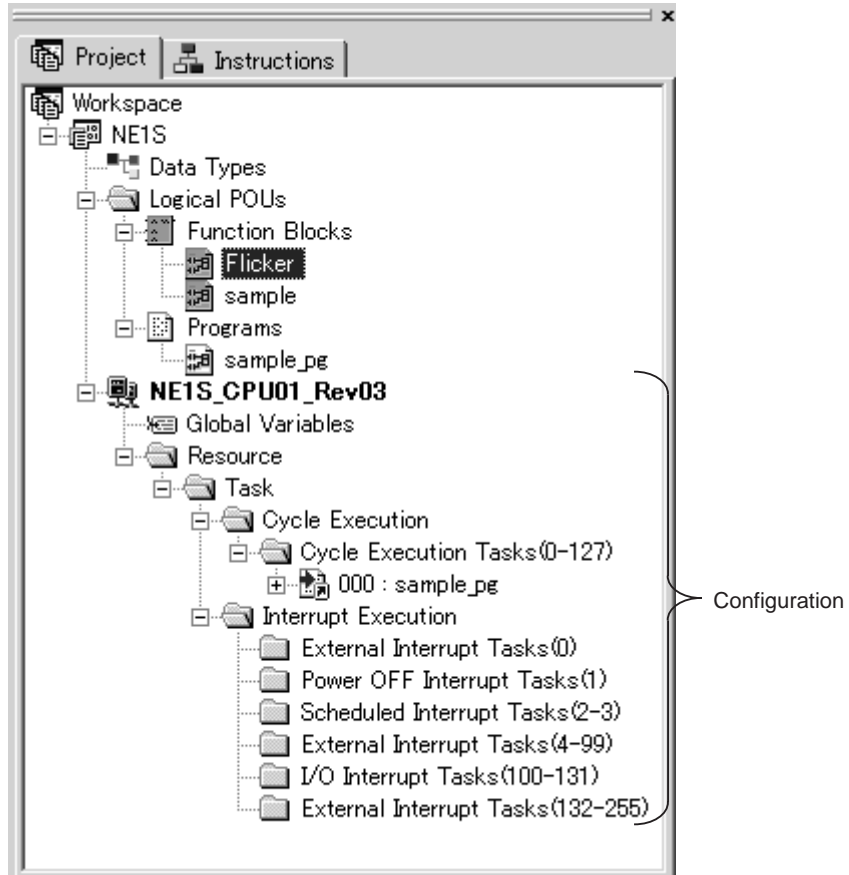 Project
Instructions
Workspace
NE1S
Data Types
Logical POUs
Function Blocks
Flicker
sample
Programs
sample_pg
NE1S_CPU01_Rev03
Global Variables
Resource
Task
Cycle Execution
Cycle Execution Tasks(0-127)
000 : sample_pg
Interrupt Execution
External Interrupt Tasks(0)
Power OFF Interrupt Tasks(1)
Scheduled Interrupt Tasks(2-3)
External Interrupt Tasks(4-99)
I/O Interrupt Tasks(100-131)
External Interrupt Tasks(132-255)
Configuration